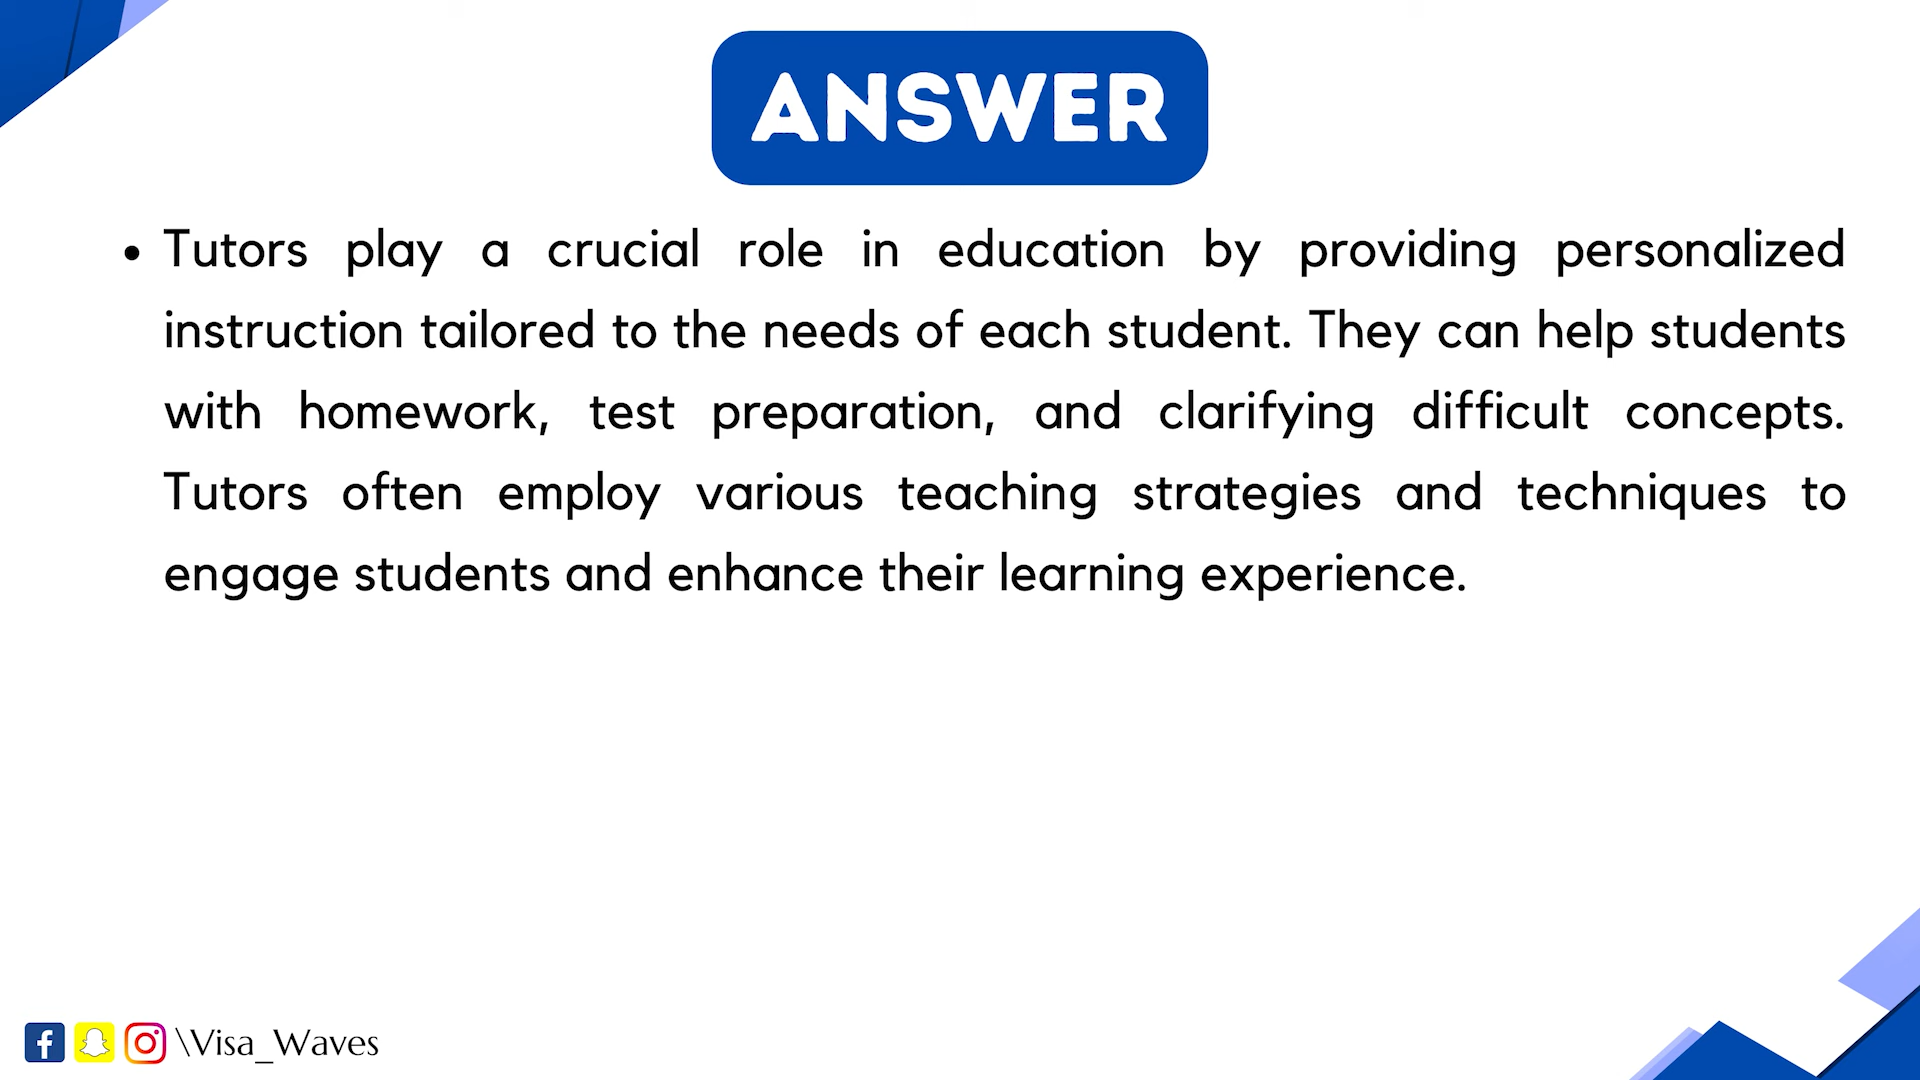 ANSWER
• Tutors play a crucial role in education by providing personalized
instruction tailored to the needs of each student. They can help students
with homework, test preparation, and clarifying difficult concepts.
Tutors often employ various teaching strategies and techniques to
engage students and enhance their learning experience.
\Visa_Waves